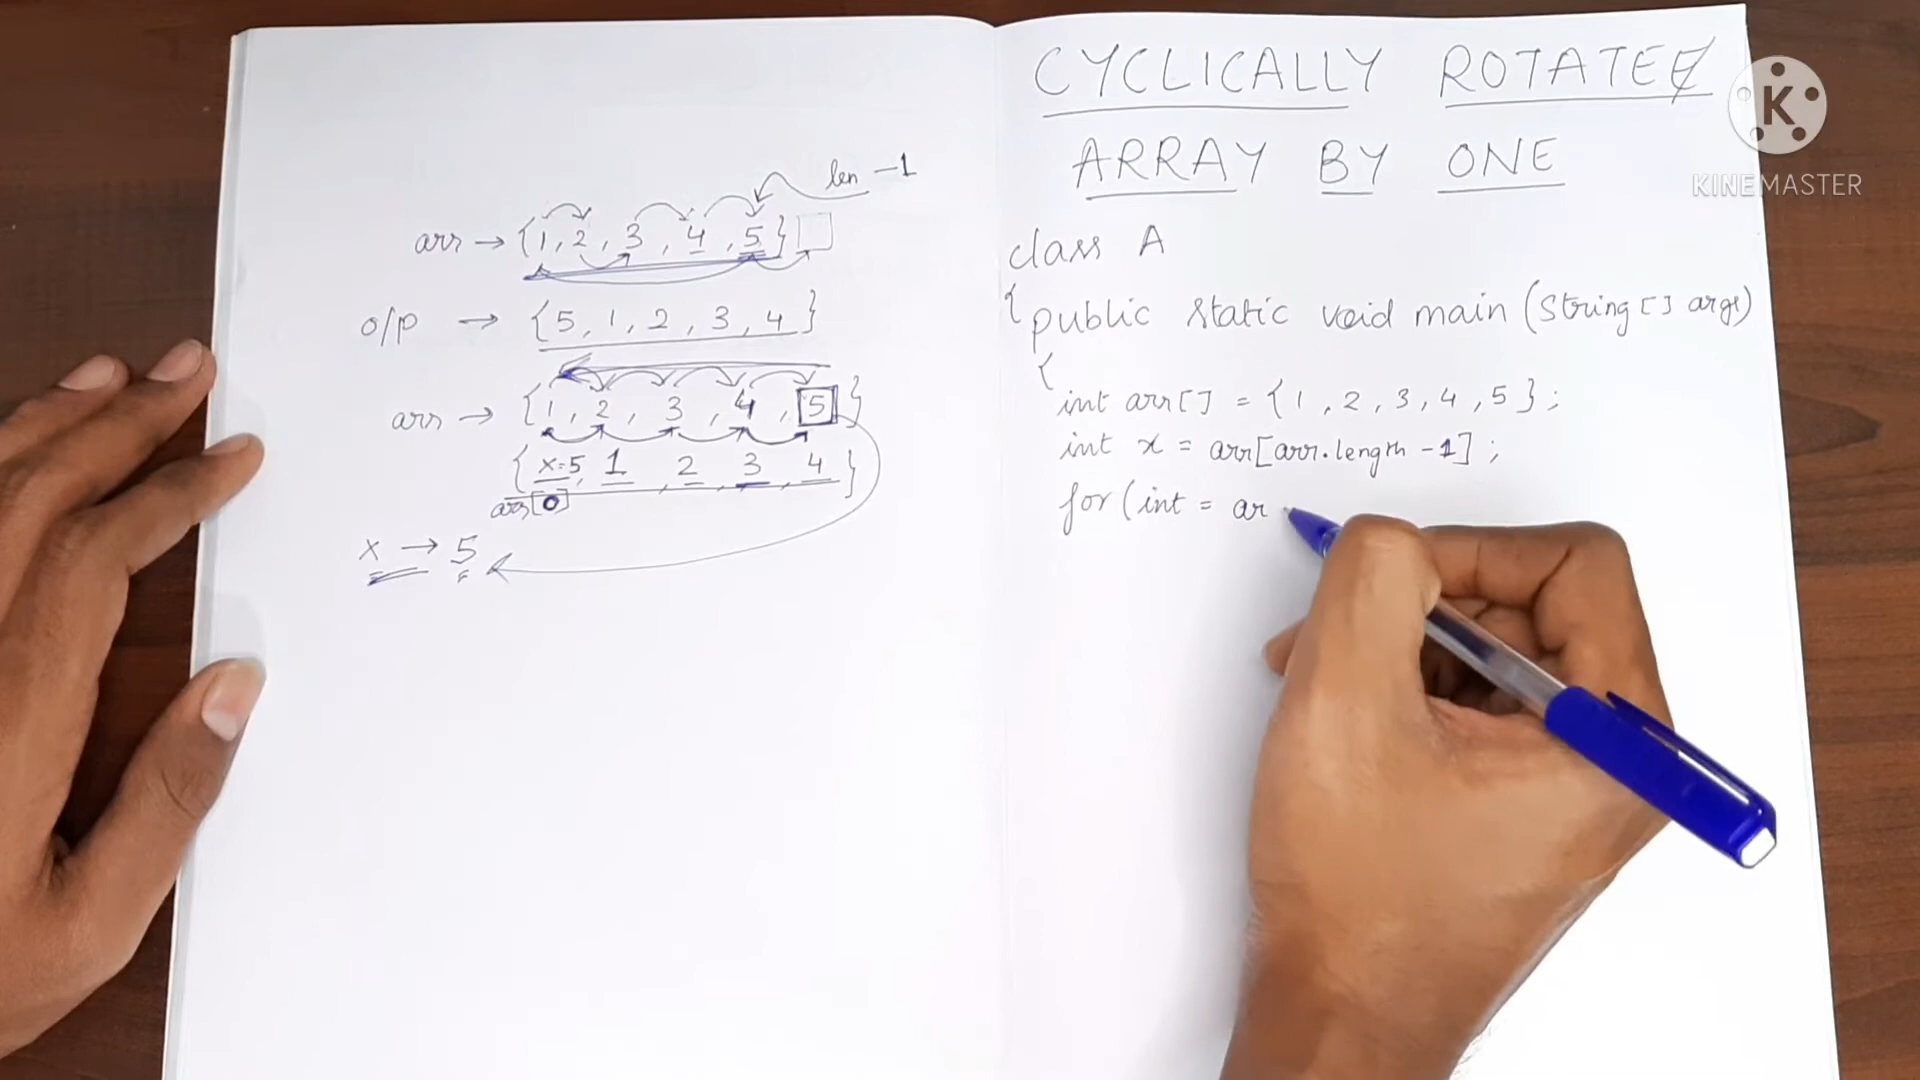 len -1
arr → {1, 2, 3, 4, 5}
o/p → {5, 1, 2, 3, 4}
arr → {1, 2, 3, 4, 5}
{x=5, 1, 2, 3, 4}
arr[0]
x → 5
CYCLICALLY ROTATE
ARRAY BY ONE
class A
{ public static void main (String [] args)
{
int arr[] = {1, 2, 3, 4, 5};
int x = arr[arr.length -1];
for (int = ar
K
KINEMASTER